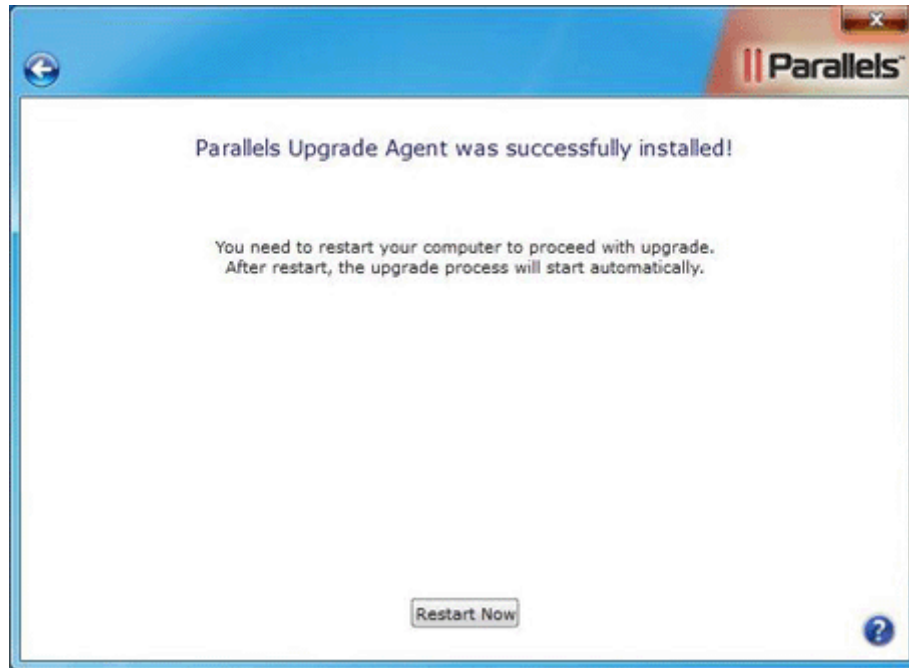 Parallels™
Parallels Upgrade Agent was successfully installed!
You need to restart your computer to proceed with upgrade.
After restart, the upgrade process will start automatically.
Restart Now